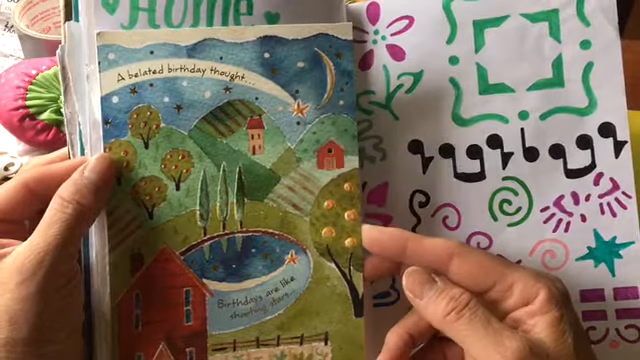 Home
A belated birthday thought...
Birthdays are like
shooting stars...